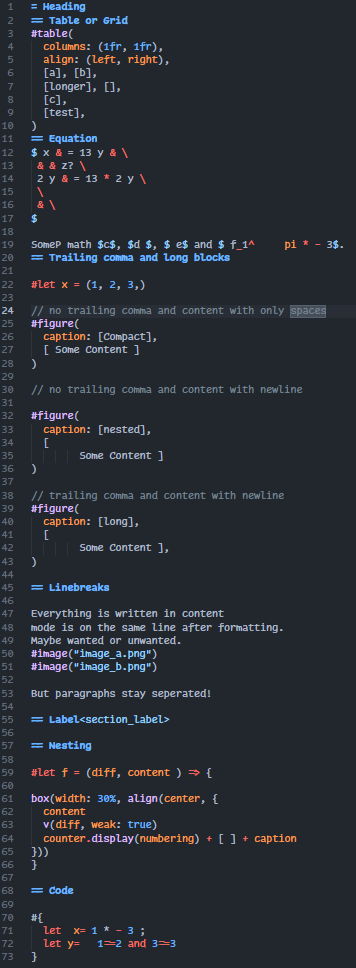 1 = Heading
2 == Table or Grid
3 #table(
4   columns: (1fr, 1fr),
5   align: (left, right),
6   [a], [b],
7   [longer], [],
8   [c],
9   [test],
10 )
11 == Equation
12 $ x & = 13 y & \
13  & & z? \
14  2 y & = 13 * 2 y \
15  \
16  & \
17 $
18
19 SomeP math $c$, $d $, $ e$ and $ f_1^     pi * - 3$.
20 == Trailing comma and long blocks
21
22 #let x = (1, 2, 3,)
23
24 // no trailing comma and content with only spaces
25 #figure(
26   caption: [Compact],
27   [ Some Content ]
28 )
29
30 // no trailing comma and content with newline
31
32 #figure(
33   caption: [nested],
34   [
35         Some Content ]
36 )
37
38 // trailing comma and content with newline
39 #figure(
40   caption: [long],
41   [
42         Some Content ],
43 )
44
45 == Linebreaks
46
47 Everything is written in content
48 mode is on the same line after formatting.
49 Maybe wanted or unwanted.
50 #image("image_a.png")
51 #image("image_b.png")
52
53 But paragraphs stay seperated!
54
55 == Label<section_label>
56
57 == Nesting
58
59 #let f = (diff, content ) => {
60
61 box(width: 30%, align(center, {
62   content
63   v(diff, weak: true)
64   counter.display(numbering) + [ ] + caption
65 }))
66 }
67
68 == Code
69
70 #{
71   let  x= 1 * - 3 ;
72   let y=   1==2 and 3==3
73 }